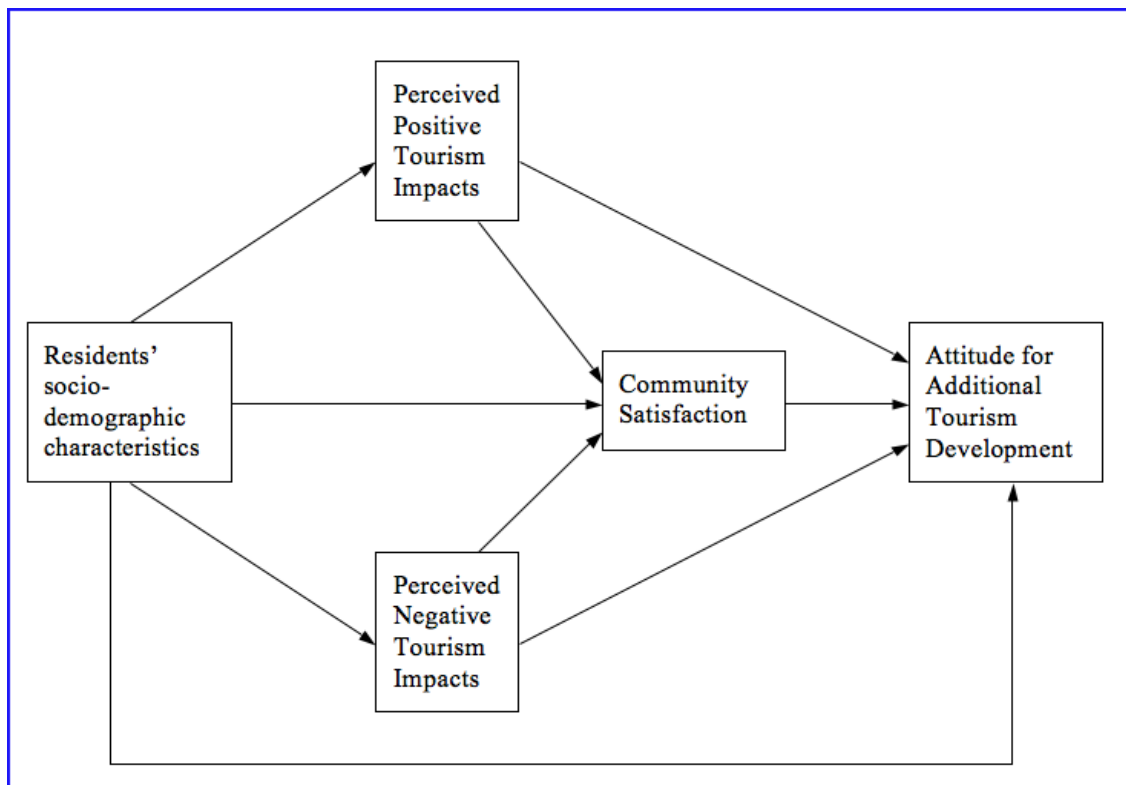 Perceived
Positive
Tourism
Impacts
Residents’
socio-
demographic
characteristics
Community
Satisfaction
Attitude for
Additional
Tourism
Development
Perceived
Negative
Tourism
Impacts